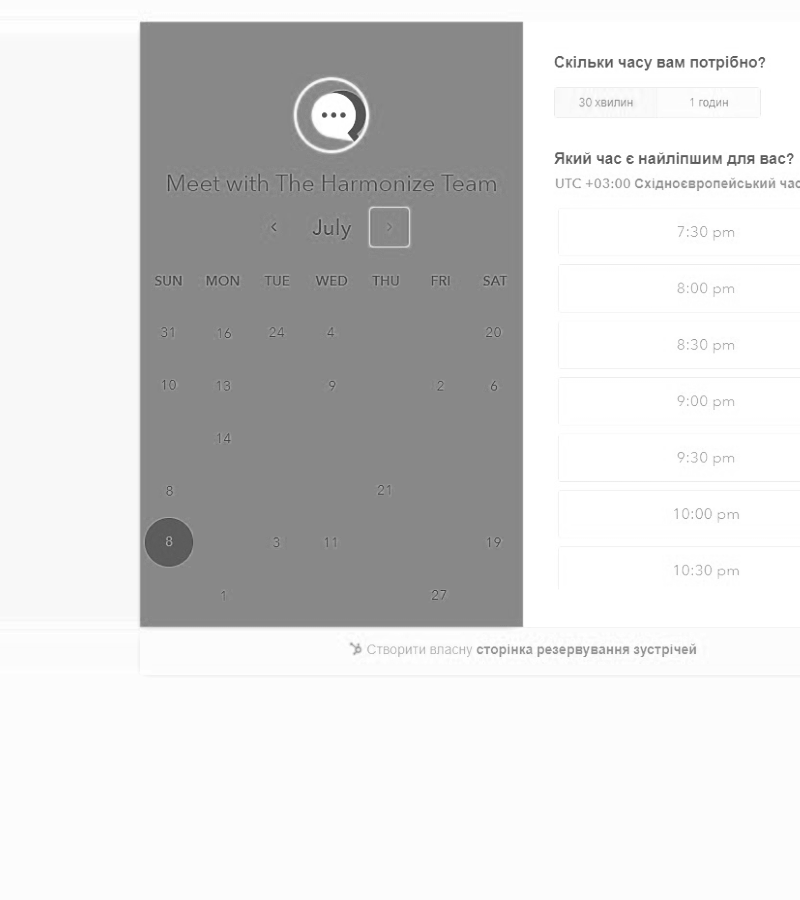 Meet with The Harmonize Team
July
SUN MON TUE WED THU FRI SAT
31 16 24 4 20
10 13 9 2 6
14
8 21
8 3 11 19
1 27
Скільки часу вам потрібно?
30 хвилин 1 годин
Який час є найліпшим для вас?
UTC +03:00 Східноєвропейський час
7:30 pm
8:00 pm
8:30 pm
9:00 pm
9:30 pm
10:00 pm
10:30 pm
Створити власну сторінка резервування зустрічей